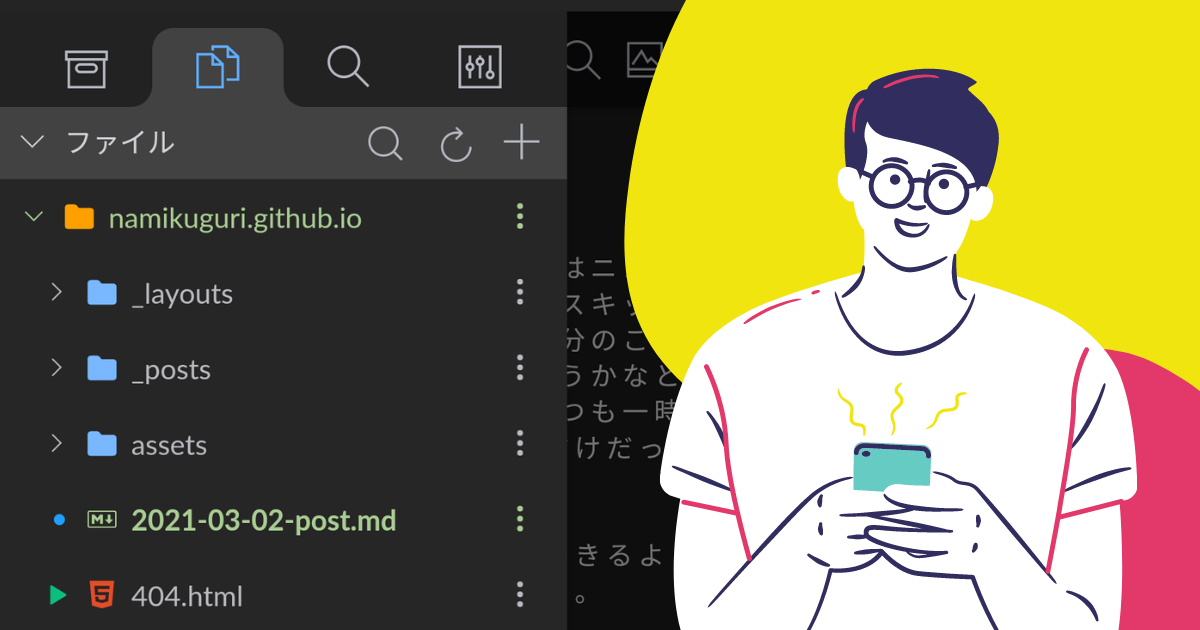 ファイル
namikuguri.github.io
_layouts
_posts
assets
2021-03-02-post.md
404.html
はニ
スキッ
分のこ
うかなと
つも一時
けだっ
きるよ
。